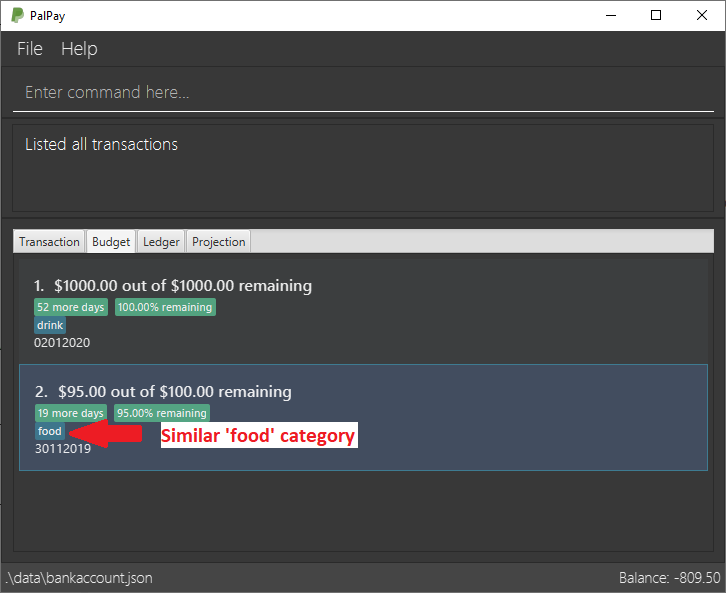 PalPay
File Help
Enter command here...
Listed all transactions
Transaction Budget Ledger Projection
1. $1000.00 out of $1000.00 remaining
52 more days 100.00% remaining
drink
02012020
2. $95.00 out of $100.00 remaining
19 more days 95.00% remaining
food Similar 'food' category
30112019
.\data\bankaccount.json Balance: -809.50